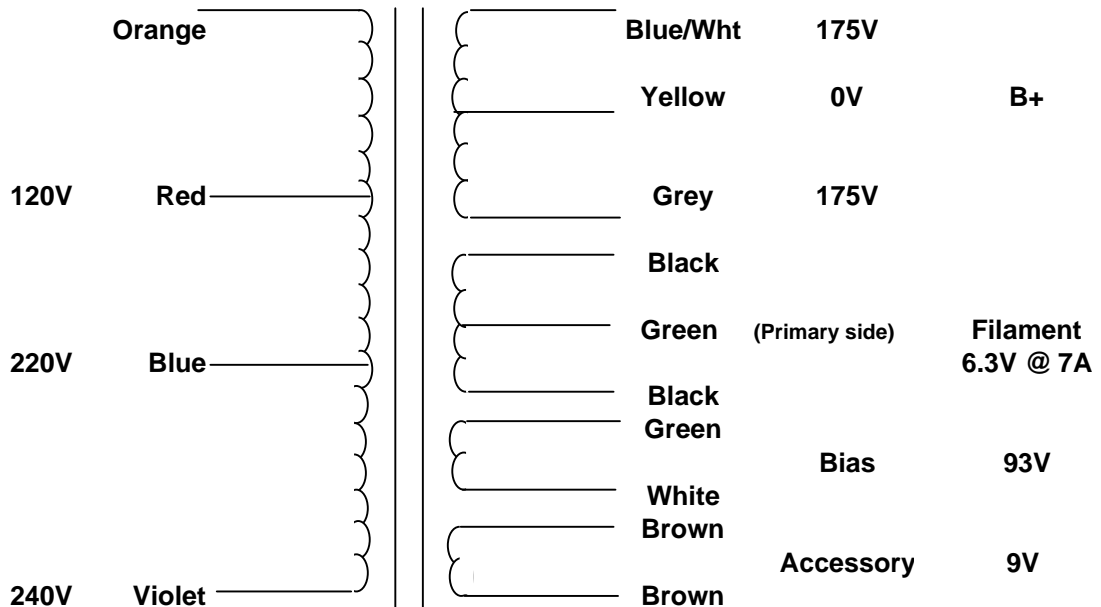 Orange Blue/Wht 175V
Yellow 0V B+
120V Red Grey 175V
Black
Green (Primary side) Filament
220V Blue 6.3V @ 7A
Black
Green
Bias 93V
White
Brown
Accessory 9V
240V Violet Brown